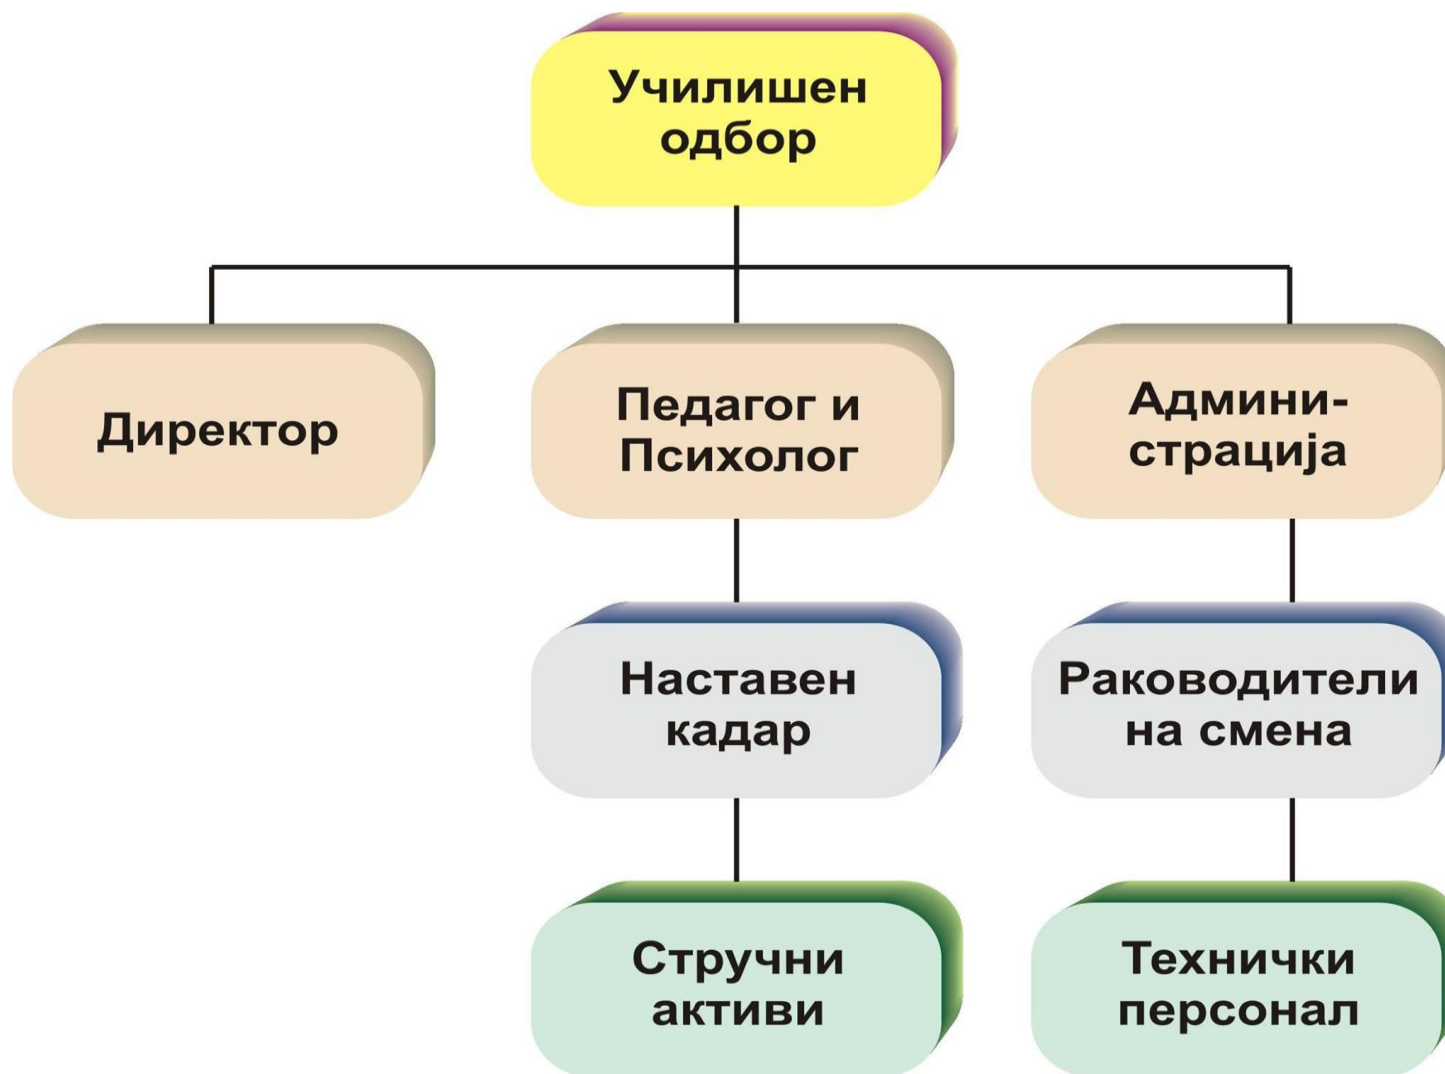 Училишен
одбор
Директор
Педагог и
Психолог
Админи-
страција
Наставен
кадар
Раководители
на смена
Стручни
активи
Технички
персонал